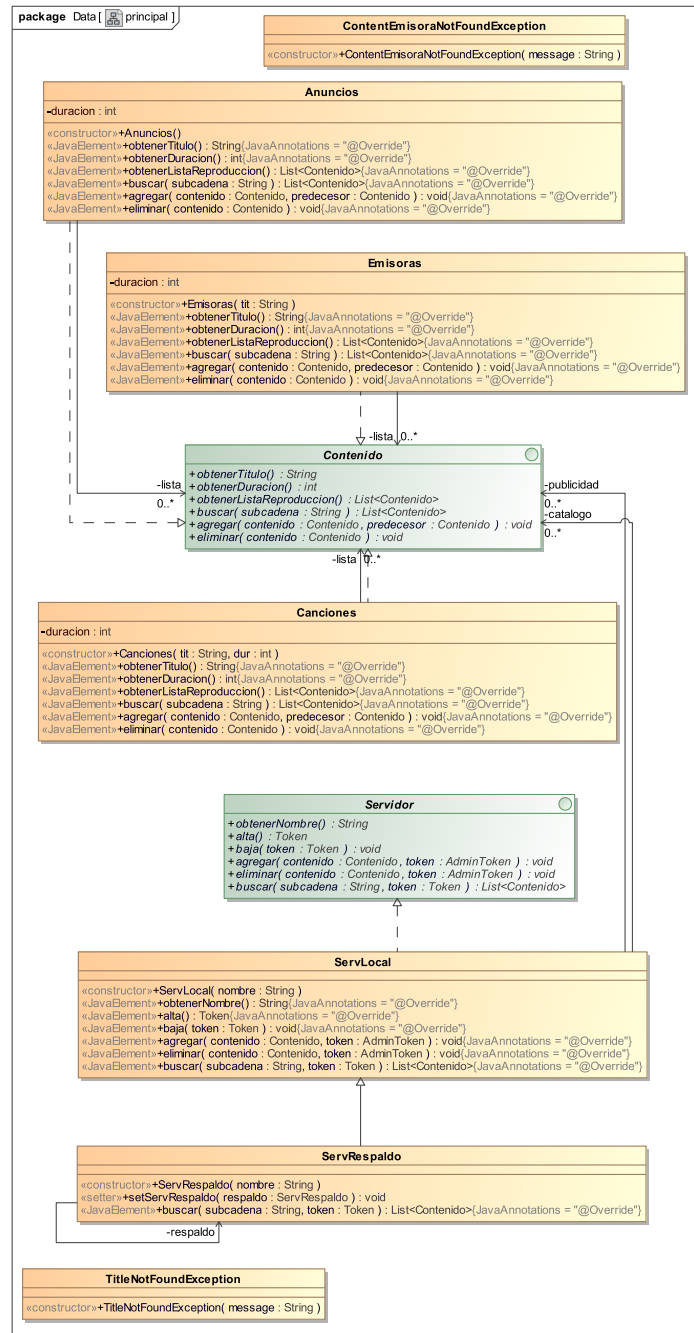 package Data [ principal ]
ContentEmisoraNotFoundException
«constructor»+ContentEmisoraNotFoundException( message : String )
Anuncios
-duracion : int
«constructor»+Anuncios()
«JavaElement»+obtenerTitulo() : String{JavaAnnotations = "@Override"}
«JavaElement»+obtenerDuracion() : int{JavaAnnotations = "@Override"}
«JavaElement»+obtenerListaReproduccion() : List<Contenido>{JavaAnnotations = "@Override"}
«JavaElement»+buscar( subcadena : String ) : List<Contenido>{JavaAnnotations = "@Override"}
«JavaElement»+agregar( contenido : Contenido, predecesor : Contenido ) : void{JavaAnnotations = "@Override"}
«JavaElement»+eliminar( contenido : Contenido ) : void{JavaAnnotations = "@Override"}
Emisoras
-duracion : int
«constructor»+Emisoras( tit : String )
«JavaElement»+obtenerTitulo() : String{JavaAnnotations = "@Override"}
«JavaElement»+obtenerDuracion() : int{JavaAnnotations = "@Override"}
«JavaElement»+obtenerListaReproduccion() : List<Contenido>{JavaAnnotations = "@Override"}
«JavaElement»+buscar( subcadena : String ) : List<Contenido>{JavaAnnotations = "@Override"}
«JavaElement»+agregar( contenido : Contenido, predecesor : Contenido ) : void{JavaAnnotations = "@Override"}
«JavaElement»+eliminar( contenido : Contenido ) : void{JavaAnnotations = "@Override"}
-lista 0..*
Contenido
+obtenerTitulo() : String
+obtenerDuracion() : int
+obtenerListaReproduccion() : List<Contenido>
+buscar( subcadena : String ) : List<Contenido>
+agregar( contenido : Contenido, predecesor : Contenido ) : void
+eliminar( contenido : Contenido ) : void
-lista
0..*
-publicidad
0..*
-catalogo
0..*
-lista 0..*
Canciones
-duracion : int
«constructor»+Canciones( tit : String, dur : int )
«JavaElement»+obtenerTitulo() : String{JavaAnnotations = "@Override"}
«JavaElement»+obtenerDuracion() : int{JavaAnnotations = "@Override"}
«JavaElement»+obtenerListaReproduccion() : List<Contenido>{JavaAnnotations = "@Override"}
«JavaElement»+buscar( subcadena : String ) : List<Contenido>{JavaAnnotations = "@Override"}
«JavaElement»+agregar( contenido : Contenido, predecesor : Contenido ) : void{JavaAnnotations = "@Override"}
«JavaElement»+eliminar( contenido : Contenido ) : void{JavaAnnotations = "@Override"}
Servidor
+obtenerNombre() : String
+alta() : Token
+baja( token : Token ) : void
+agregar( contenido : Contenido, token : AdminToken ) : void
+eliminar( contenido : Contenido, token : AdminToken ) : void
+buscar( subcadena : String, token : Token ) : List<Contenido>
ServLocal
«constructor»+ServLocal( nombre : String )
«JavaElement»+obtenerNombre() : String{JavaAnnotations = "@Override"}
«JavaElement»+alta() : Token{JavaAnnotations = "@Override"}
«JavaElement»+baja( token : Token ) : void{JavaAnnotations = "@Override"}
«JavaElement»+agregar( contenido : Contenido, token : AdminToken ) : void{JavaAnnotations = "@Override"}
«JavaElement»+eliminar( contenido : Contenido, token : AdminToken ) : void{JavaAnnotations = "@Override"}
«JavaElement»+buscar( subcadena : String, token : Token ) : List<Contenido>{JavaAnnotations = "@Override"}
ServRespaldo
«constructor»+ServRespaldo( nombre : String )
«setter»+setServRespaldo( respaldo : ServRespaldo ) : void
«JavaElement»+buscar( subcadena : String, token : Token ) : List<Contenido>{JavaAnnotations = "@Override"}
-respaldo
TitleNotFoundException
«constructor»+TitleNotFoundException( message : String )